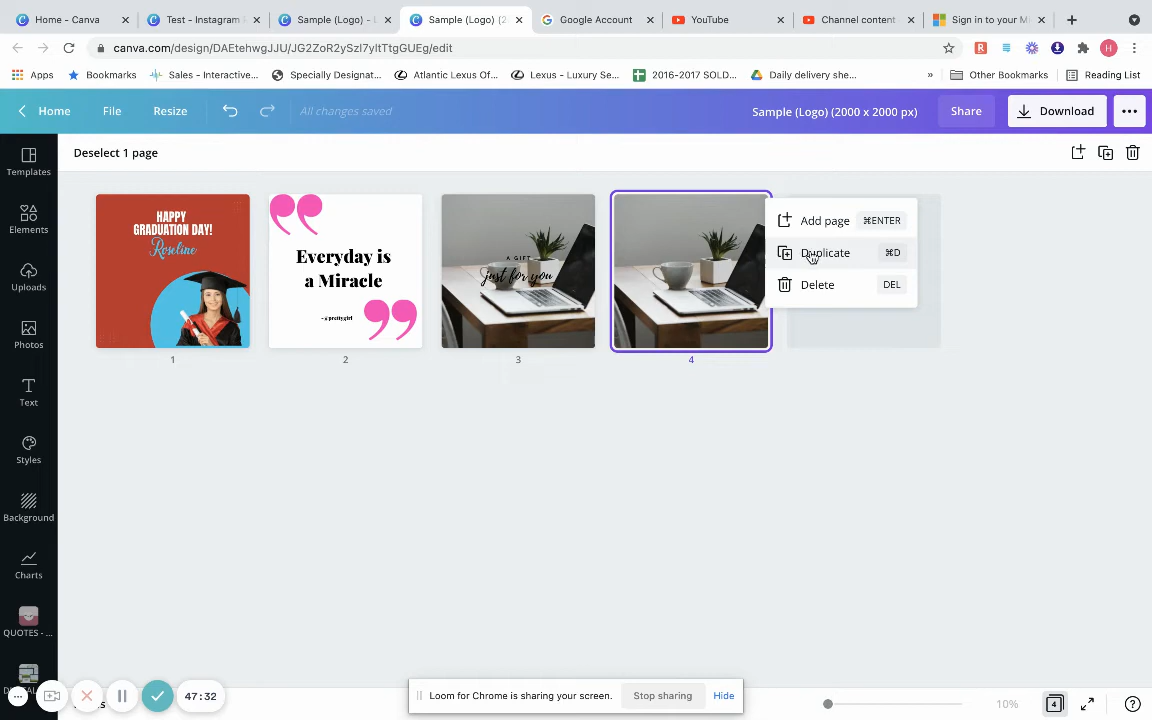 Home - Canva
Test - Instagram
Sample (Logo) -
Sample (Logo) (2
Google Account
YouTube
Channel content
Sign in to your M
canva.com/design/DAEtehwgJJU/JG2ZoR2ySzl7yltTtgGUEg/edit
Apps
Bookmarks
Sales - Interactive...
Specially Designat...
Atlantic Lexus Of...
Lexus - Luxury Se...
2016-2017 SOLD...
Daily delivery she...
»
Other Bookmarks
Reading List
Home
File
Resize
All changes saved
Sample (Logo) (2000 x 2000 px)
Share
Download
Deselect 1 page
Templates
Elements
Uploads
Photos
Text
Styles
Background
Charts
QUOTES - ...
HAPPY
GRADUATION DAY!
Roseline
1
Everyday is
a Miracle
-@prettygirl
2
A GIFT
just for you
3
4
Add page ⌘ENTER
Duplicate ⌘D
Delete DEL
47:32
Loom for Chrome is sharing your screen.
Stop sharing
Hide
10%
4
?